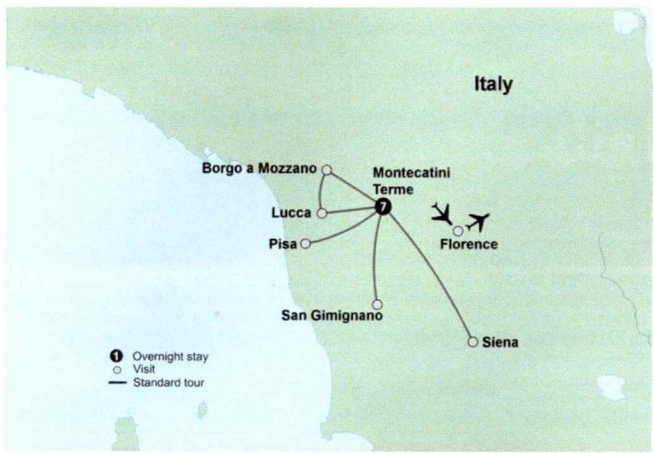 Italy
Borgo a Mozzano
Montecatini
Terme
7
Lucca
Pisa
Florence
San Gimignano
Siena
1 Overnight stay
Visit
Standard tour